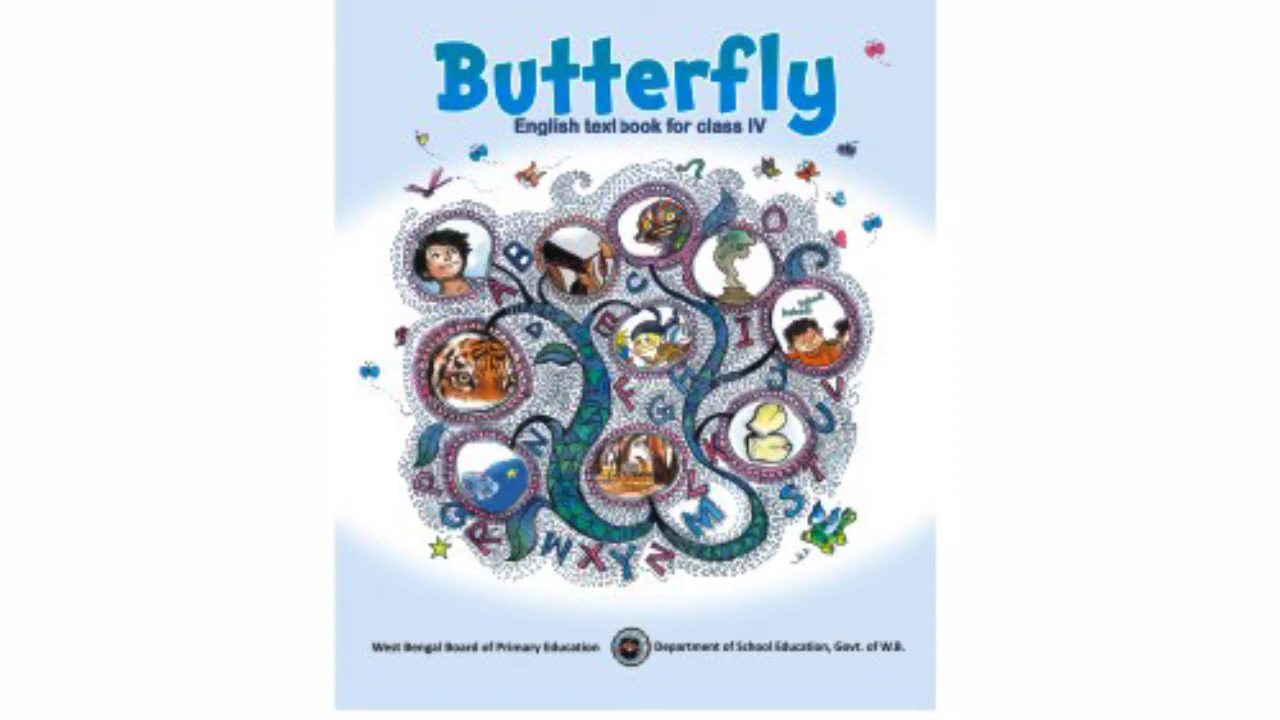 Butterfly
English text book for class IV
West Bengal Board of Primary Education
Department of School Education, Govt. of W.B.